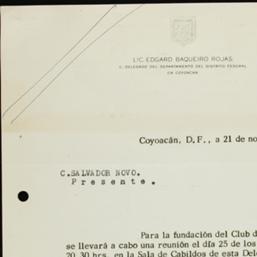 LIC. EDGARD BAQUEIRO ROJAS.
DELEGADO DEL DEPARTAMENTO DEL DISTRITO FEDERAL
EN COYOACAN
Coyoacán, D. F., a 21 de no
C. SALVADOR NOVO.
P r e s e n t e .
Para la fundación del Club d
se llevará a cabo una reunión el día 25 de los
20.30 hrs. en la Sala de Cabildos de esta Dele